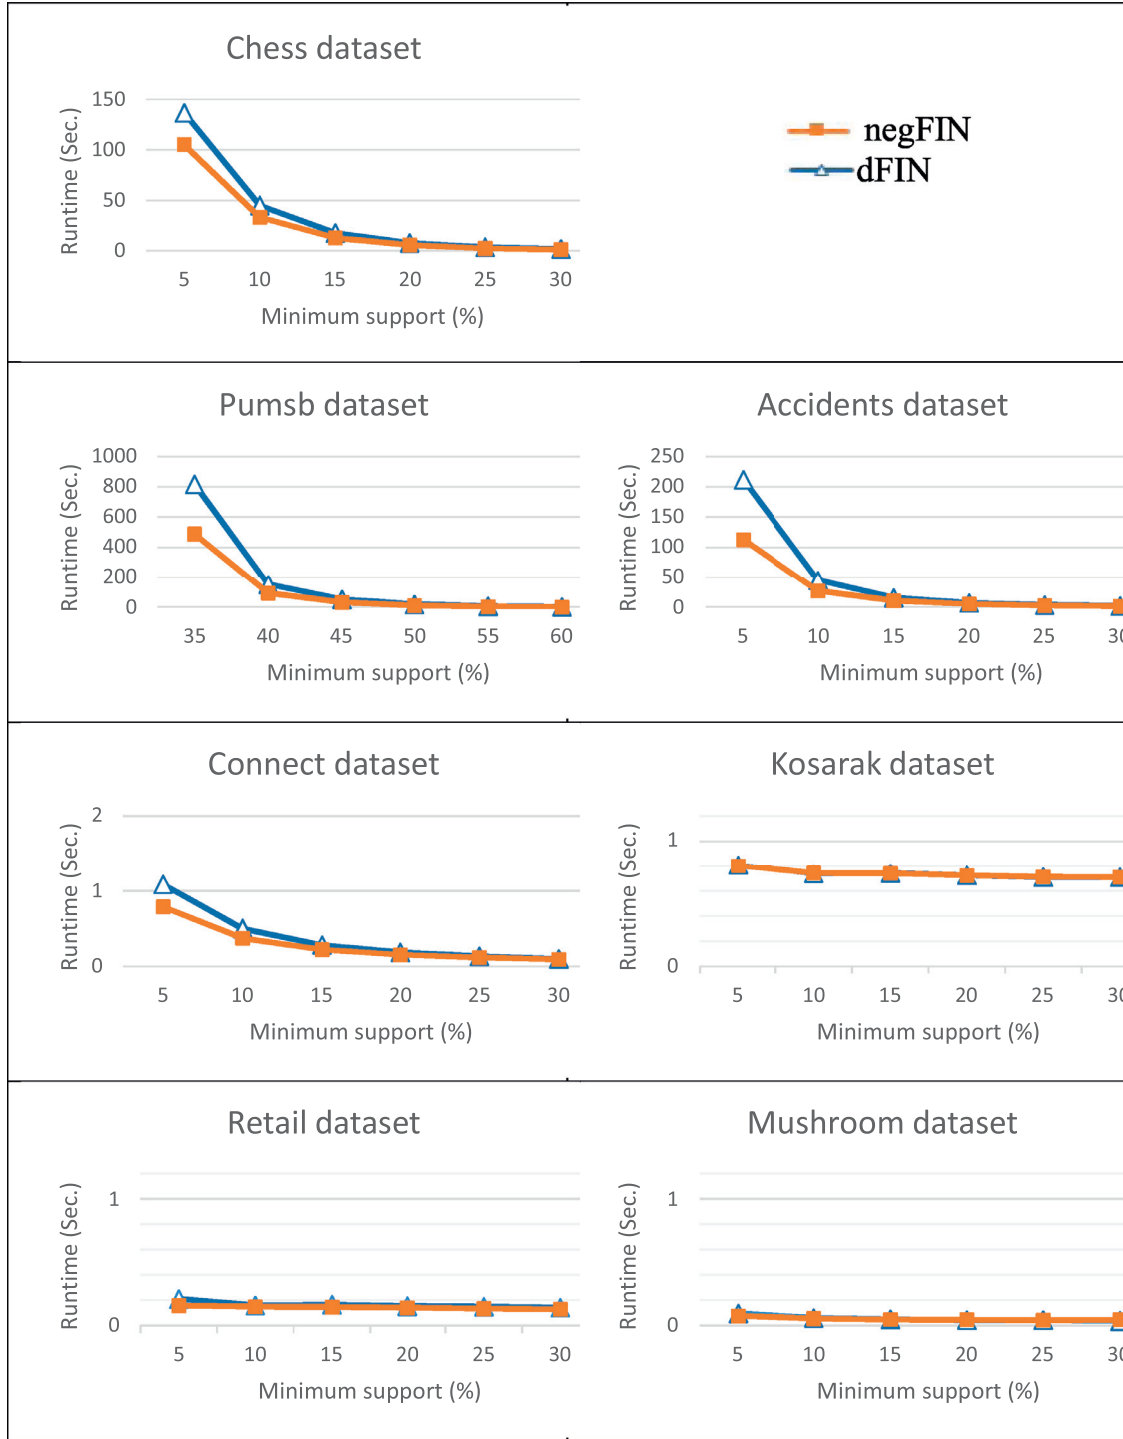 Chess dataset
150
100
50
0
Runtime (Sec.)
5 10 15 20 25 30
Minimum support (%)
negFIN
dFIN
Pumsb dataset
1000
800
600
400
200
0
Runtime (Sec.)
35 40 45 50 55 60
Minimum support (%)
Accidents dataset
250
200
150
100
50
0
Runtime (Sec.)
5 10 15 20 25 30
Minimum support (%)
Connect dataset
2
1
0
Runtime (Sec.)
5 10 15 20 25 30
Minimum support (%)
Kosarak dataset
1
0
Runtime (Sec.)
5 10 15 20 25 30
Minimum support (%)
Retail dataset
1
0
Runtime (Sec.)
5 10 15 20 25 30
Minimum support (%)
Mushroom dataset
1
0
Runtime (Sec.)
5 10 15 20 25 30
Minimum support (%)